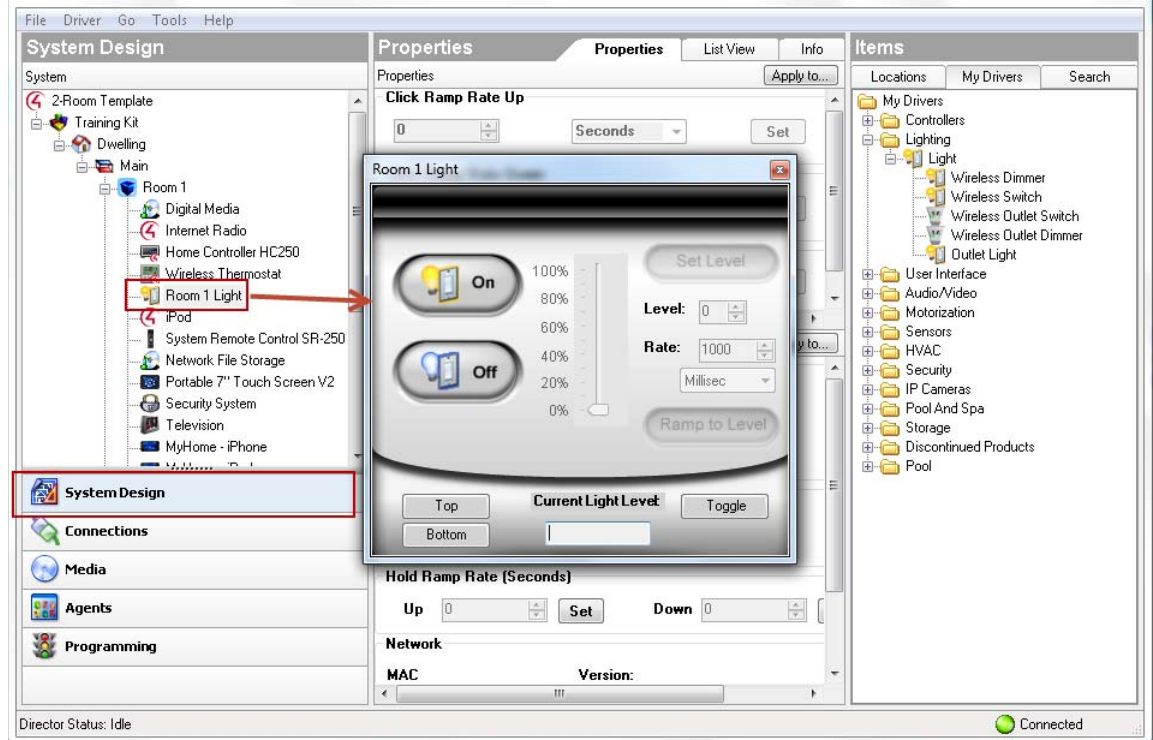 File Driver Go Tools Help
System Design
System
2-Room Template
Training Kit
Dwelling
Main
Room 1
Digital Media
Internet Radio
Home Controller HC250
Wireless Thermostat
Room 1 Light
iPod
System Remote Control SR-250
Network File Storage
Portable 7" Touch Screen V2
Security System
Television
MyHome - iPhone
System Design
Connections
Media
Agents
Programming
Properties
Properties List View Info
Properties Apply to...
Click Ramp Rate Up
0 Seconds Set
Room 1 Light
On
Off
100%
80%
60%
40%
20%
0%
Set Level
Level: 0
Rate: 1000
Millisec
Ramp to Level
Top Current Light Level: Toggle
Bottom
Hold Ramp Rate (Seconds)
Up 0 Set Down 0
Network
MAC Version:
Items
Locations My Drivers Search
My Drivers
Controllers
Lighting
Light
Wireless Dimmer
Wireless Switch
Wireless Outlet Switch
Wireless Outlet Dimmer
Outlet Light
User Interface
Audio/Video
Motorization
Sensors
HVAC
Security
IP Cameras
Pool And Spa
Storage
Discontinued Products
Pool
Director Status: Idle
Connected